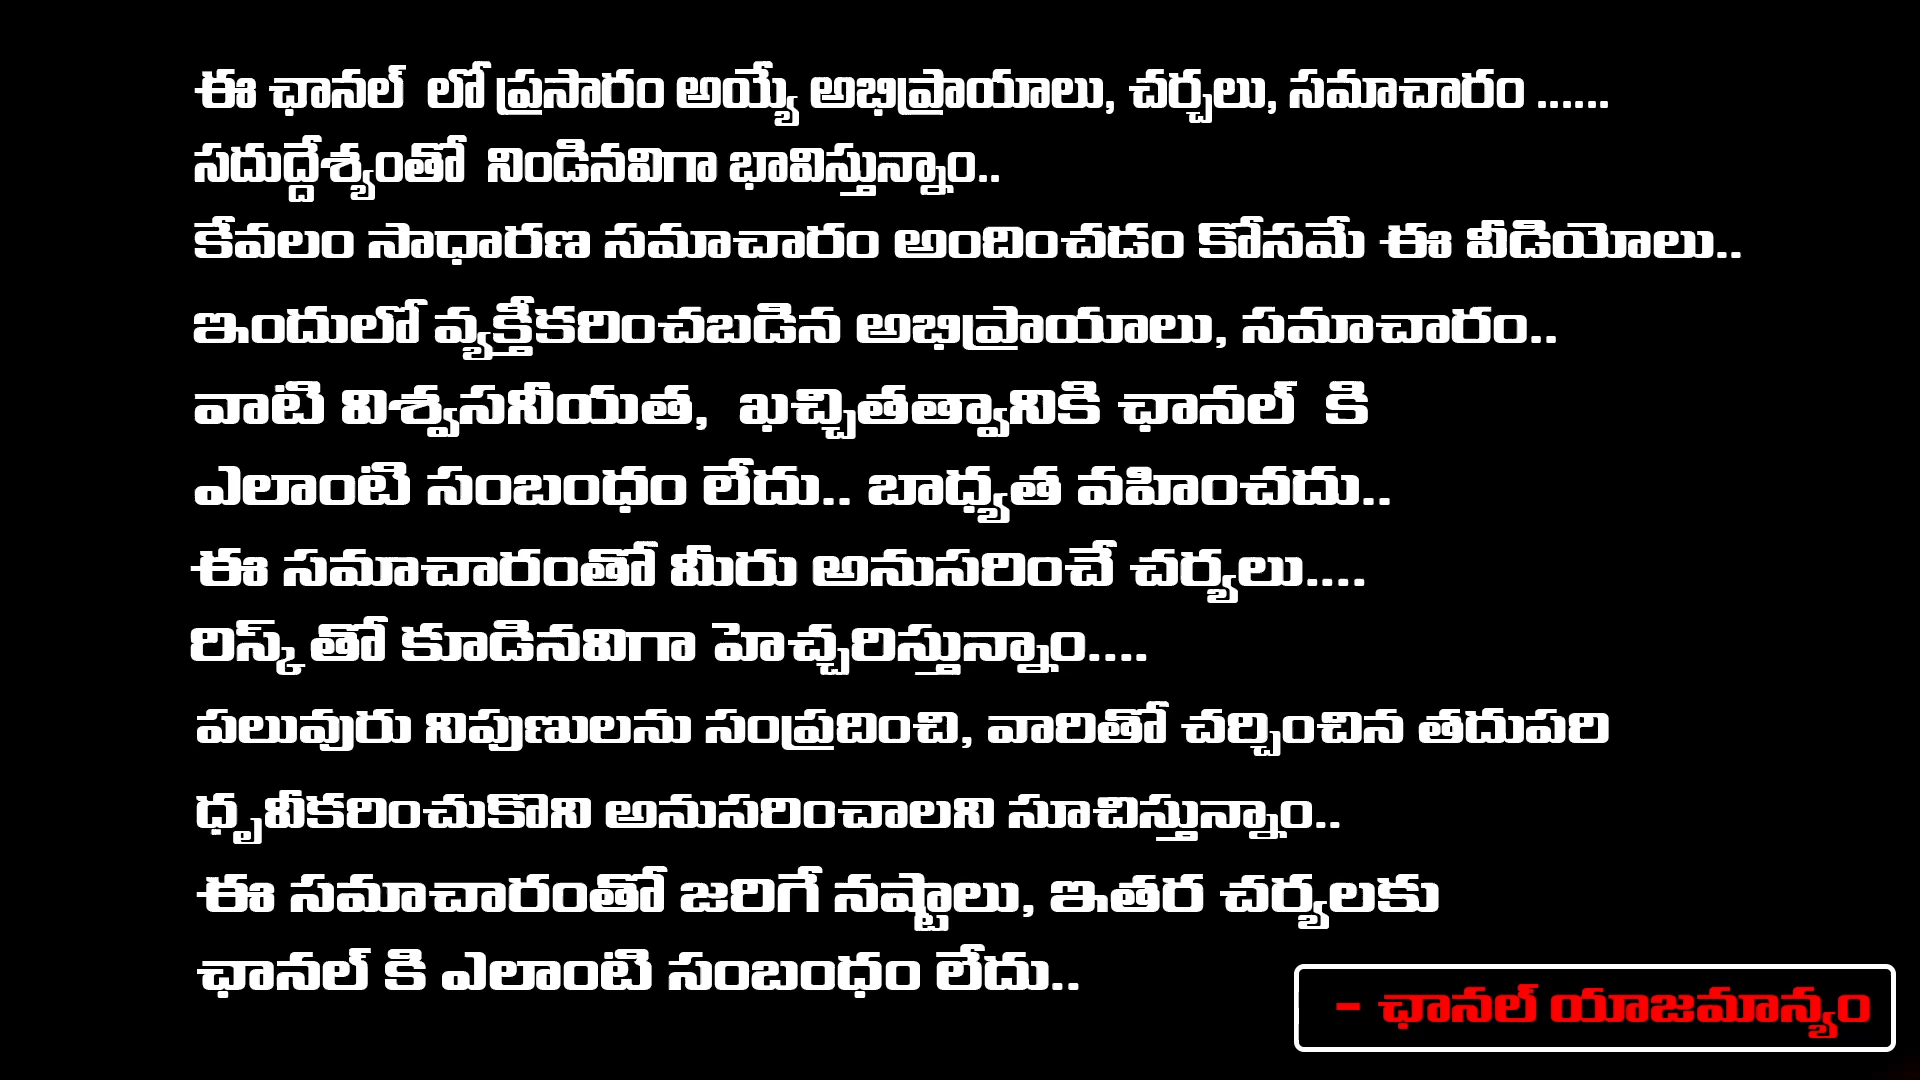 ఈ ఛానల్ లో ప్రసారం అయ్యే అభిప్రాయాలు, చర్చలు, సమాచారం ......
సదుద్దేశ్యంతో నిండినవిగా భావిస్తున్నాం..
కేవలం సాధారణ సమాచారం అందించడం కోసమే ఈ వీడియోలు..
ఇందులో వ్యక్తీకరించబడిన అభిప్రాయాలు, సమాచారం..
వాటి విశ్వసనీయత, ఖచ్చితత్వానికి ఛానల్ కి
ఎలాంటి సంబంధం లేదు.. బాధ్యత వహించదు..
ఈ సమాచారంతో మీరు అనుసరించే చర్యలు....
రిస్క్ తో కూడినవిగా హెచ్చరిస్తున్నాం....
పలువురు నిపుణులను సంప్రదించి, వారితో చర్చించిన తదుపరి
ధృవీకరించుకొని అనుసరించాలని సూచిస్తున్నాం..
ఈ సమాచారంతో జరిగే నష్టాలు, ఇతర చర్యలకు
ఛానల్ కి ఎలాంటి సంబంధం లేదు..
- ఛానల్ యాజమాన్యం